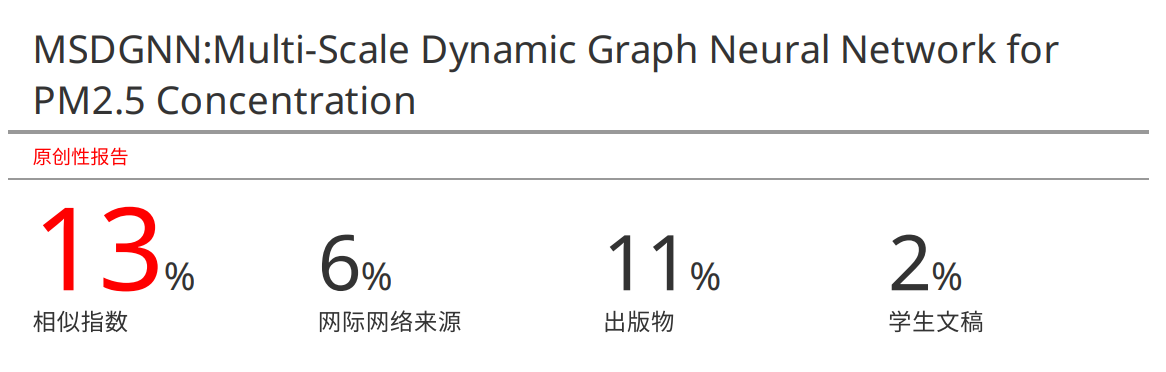 MSDGNN:Multi-Scale Dynamic Graph Neural Network for
PM2.5 Concentration
原创性报告
13% 6% 11% 2%
相似指数 网际网络来源 出版物 学生文稿